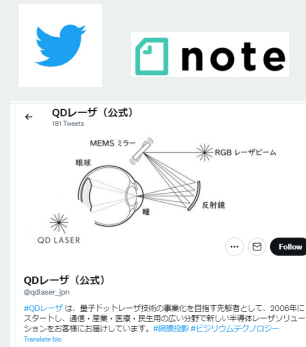 note
QDレーザ（公式）
181 Tweets
MEMS ミラー
RGB レーザビーム
眼球
瞳
反射鏡
QD LASER
Follow
QDレーザ（公式）
@qdlaser_jpn
#QDレーザ は、量子ドットレーザ技術の事業化を目指す先駆者として、2006年に
スタートし、通信・産業・医療・民生用の広い分野で新しい半導体レーザソリュー
ションをお客様にお届けしています。#網膜投影 #ビジリウムテクノロジー
Translate bio